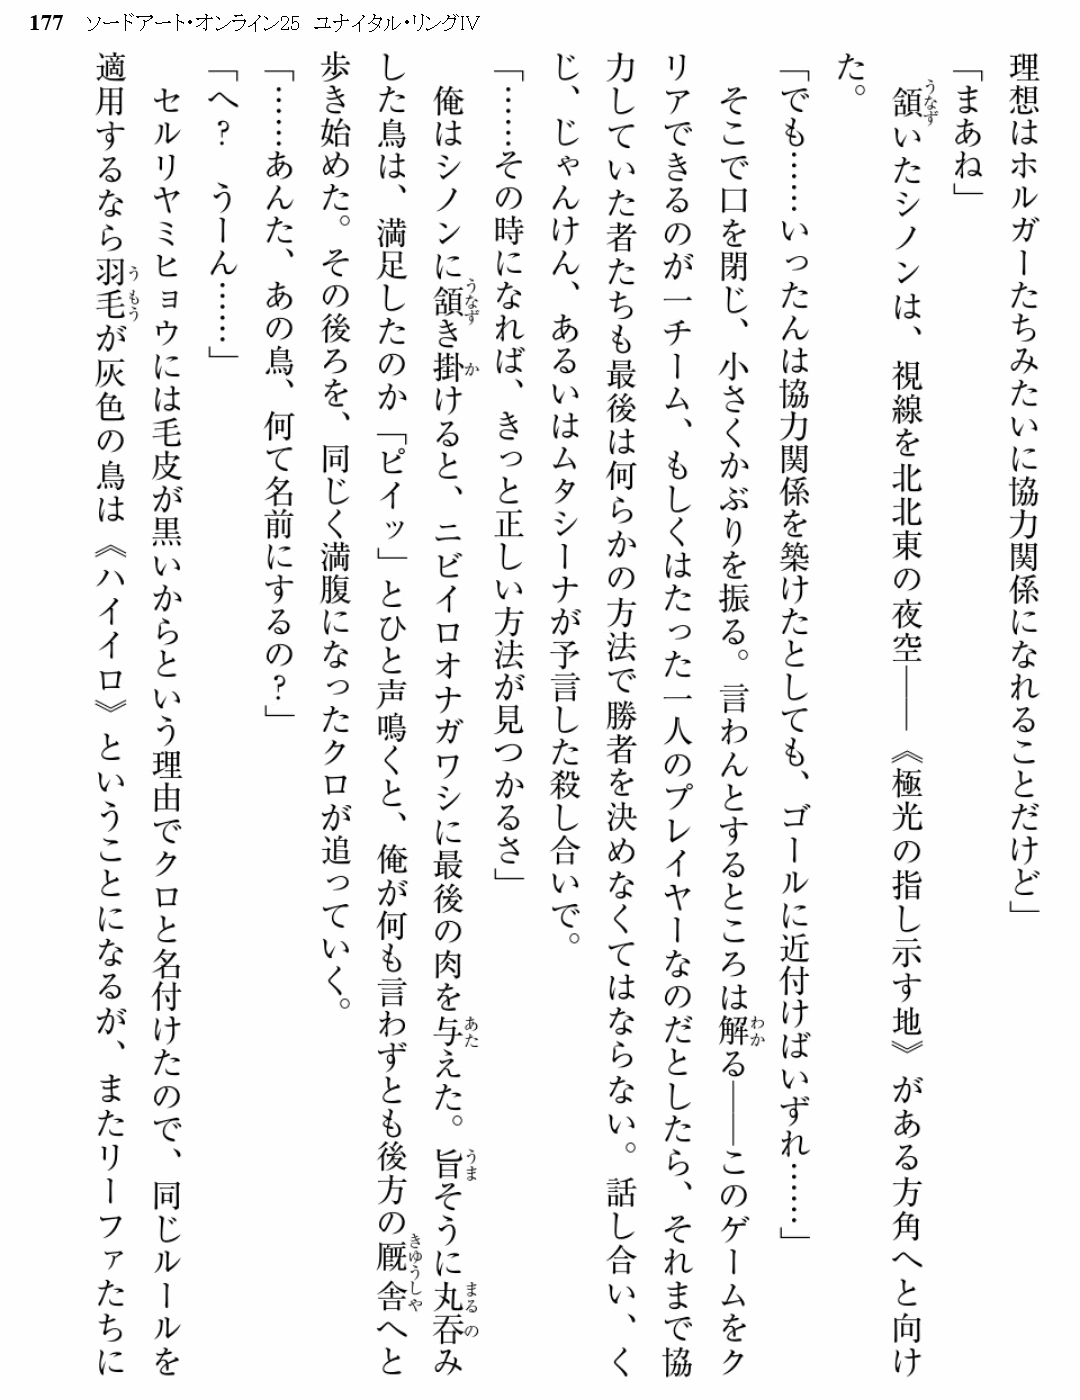 177 ソードアート・オンライン25 ユナイタル・リングⅣ
理想はホルガーたちみたいに協力関係になれることだけど」
「まあね」
頷いたシノンは、視線を北北東の夜空――《極光の指し示す地》がある方角へと向け
た。
「でも……いったんは協力関係を築けたとしても、ゴールに近付けばいずれ……」
そこで口を閉じ、小さくかぶりを振る。言わんとするところは解る――このゲームをク
リアできるのが一チーム、もしくはたった一人のプレイヤーなのだとしたら、それまで協
力していた者たちも最後は何らかの方法で勝者を決めなくてはならない。話し合い、く
じ、じゃんけん、あるいはムタシーナが予言した殺し合いで。
「……その時になれば、きっと正しい方法が見つかるさ」
俺はシノンに頷き掛けると、ニビイロオナガワシに最後の肉を与えた。旨そうに丸呑み
した鳥は、満足したのか「ピイッ」とひと声鳴くと、俺が何も言わずとも後方の厩舎へと
歩き始めた。その後ろを、同じく満腹になったクロが追っていく。
「……あんた、あの鳥、何て名前にするの?」
「へ? うーん……」
セルリヤミヒョウには毛皮が黒いからという理由でクロと名付けたので、同じルールを
適用するなら羽毛が灰色の鳥は《ハイイロ》ということになるが、またリーファたちに